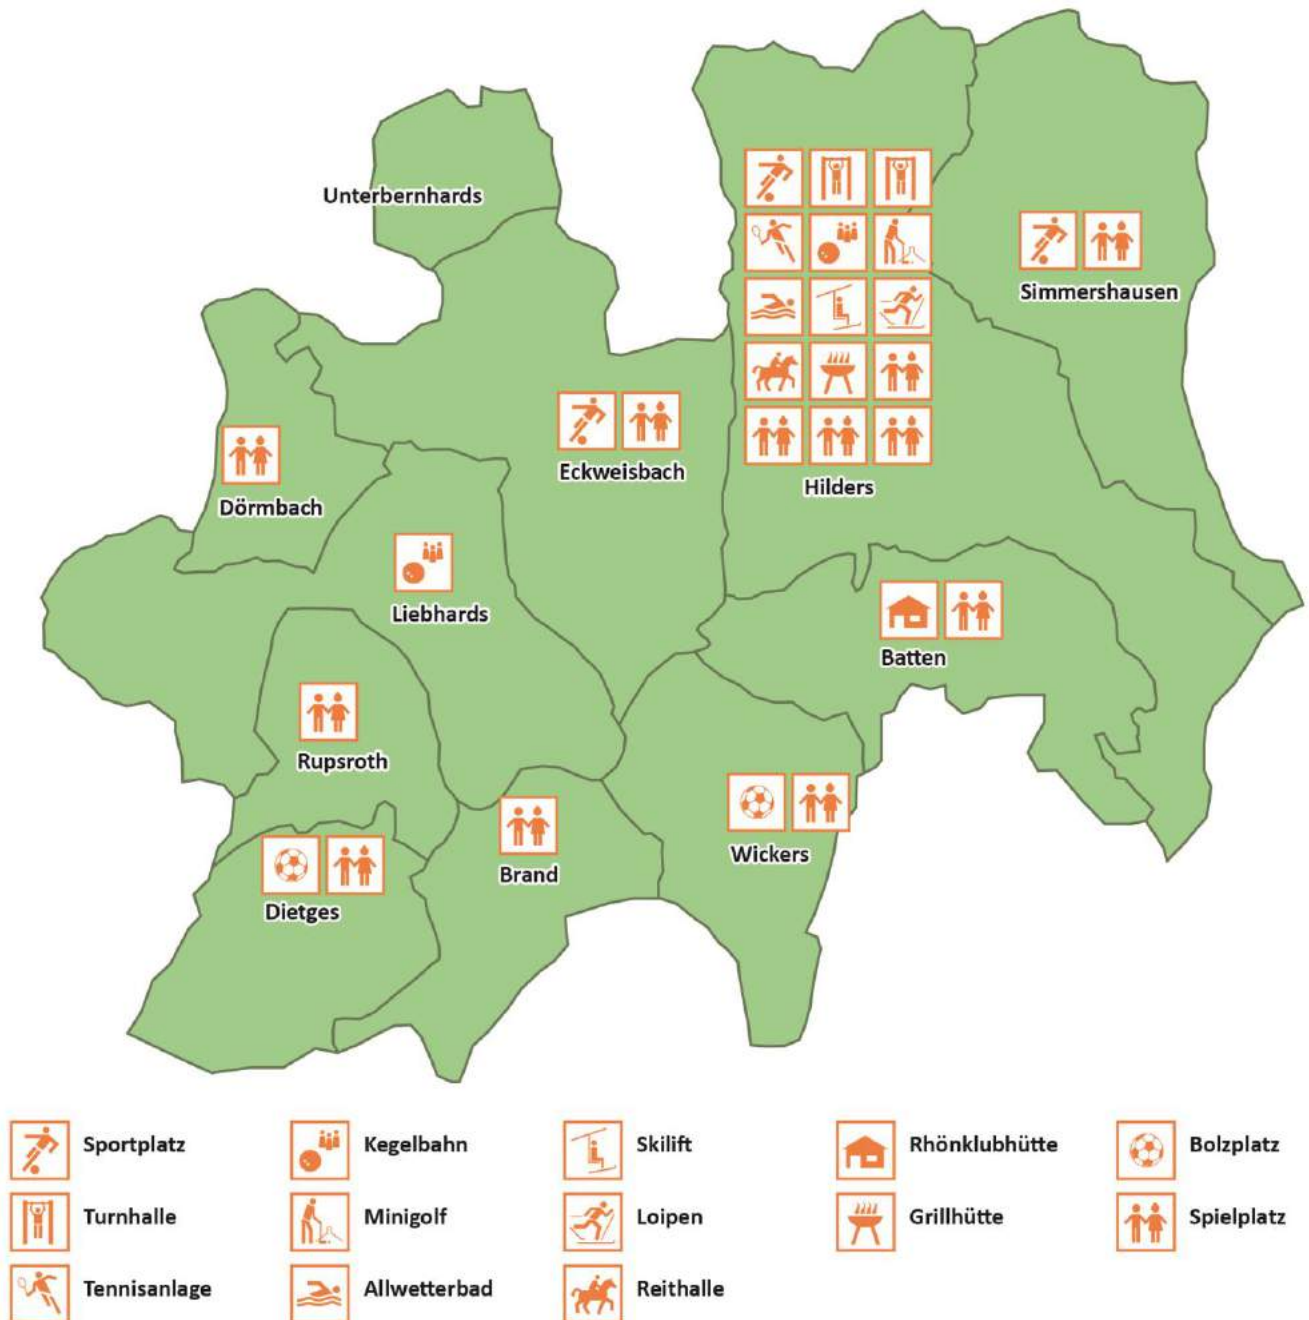 Unterbernhards
Simmershausen
Eckweisbach
Hilders
Dörmbach
Liebhards
Batten
Rupsroth
Wickers
Brand
Dietges
Sportplatz
Kegelbahn
Skilift
Rhönklubhütte
Bolzplatz
Turnhalle
Minigolf
Loipen
Grillhütte
Spielplatz
Tennisanlage
Allwetterbad
Reithalle